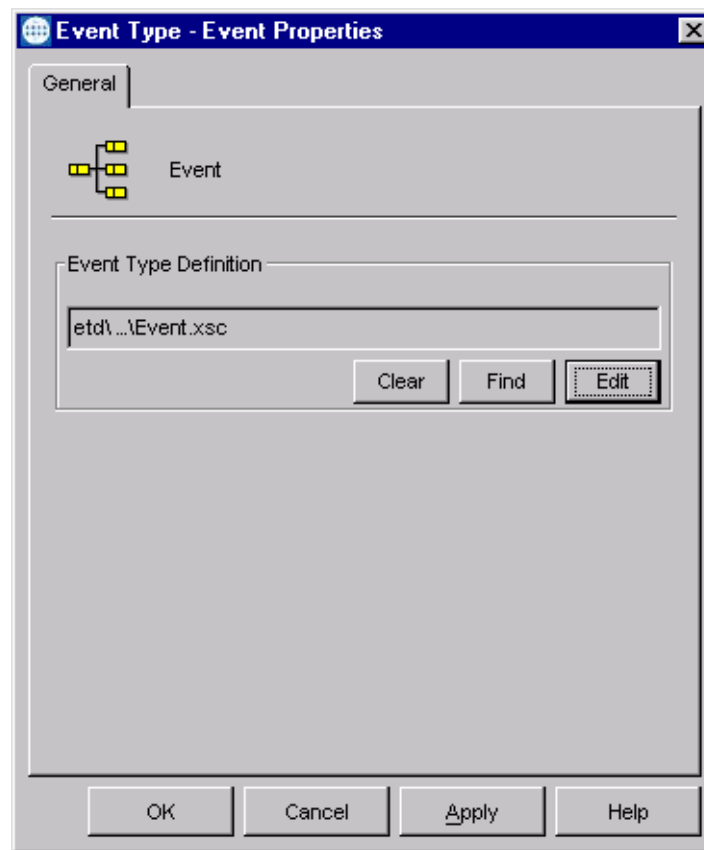 Event Type - Event Properties
General
Event
Event Type Definition
etd\ ...\Event.xsc
Clear Find Edit
OK Cancel Apply Help